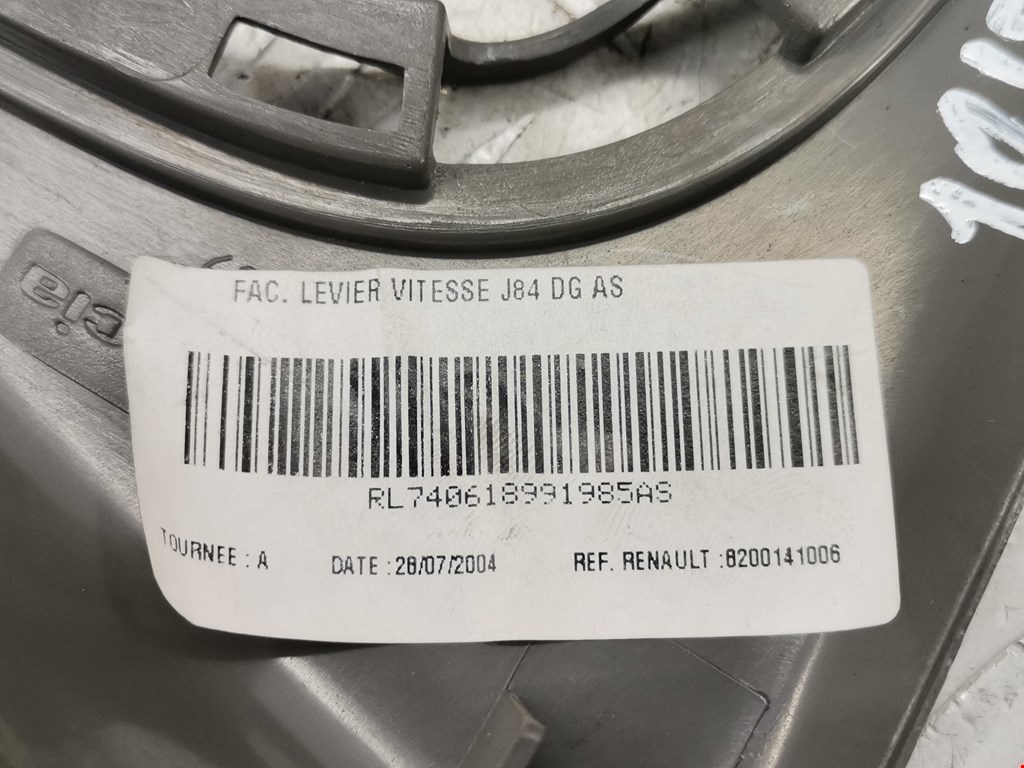 FAC. LEVIER VITESSE J84 DG AS
RL740618991985AS
TOURNEE : A DATE : 28/07/2004 REF. RENAULT : 8200141006